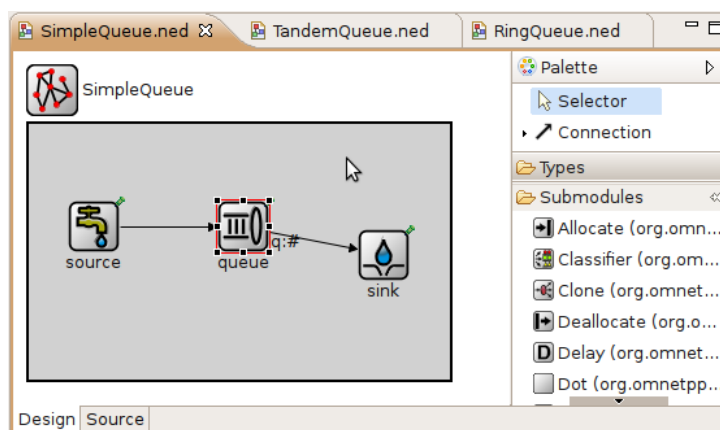 SimpleQueue.ned
TandemQueue.ned
RingQueue.ned
SimpleQueue
source
queue
q:#
sink
Palette
Selector
Connection
Types
Submodules
Allocate (org.omn...
Classifier (org.om...
Clone (org.omnet...
Deallocate (org.o...
D Delay (org.omnet...
Dot (org.omnetpp...
Design
Source